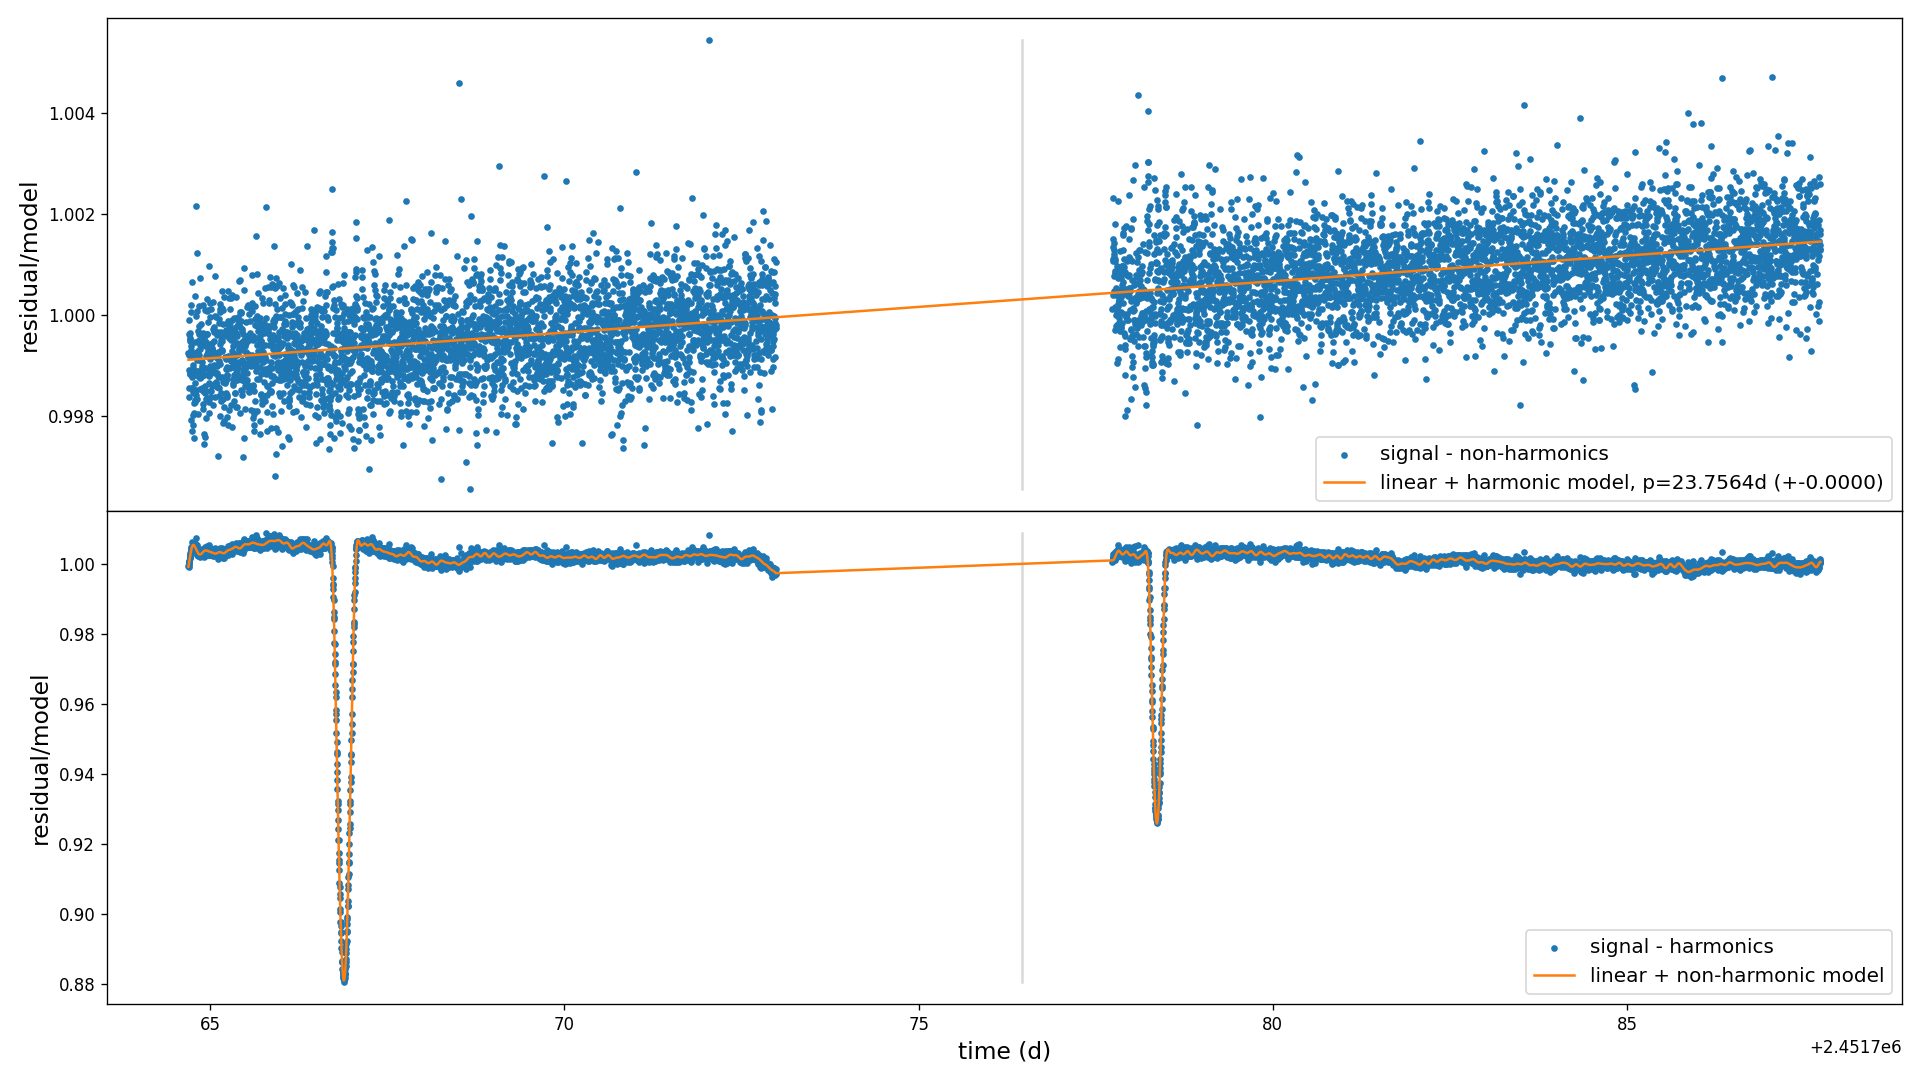 1.004
1.002
1.000
0.998
residual/model
signal - non-harmonics
linear + harmonic model, p=23.7564d (+-0.0000)
1.00
0.98
0.96
0.94
0.92
0.90
0.88
residual/model
signal - harmonics
linear + non-harmonic model
65 70 75 80 85
time (d)
+2.4517e6